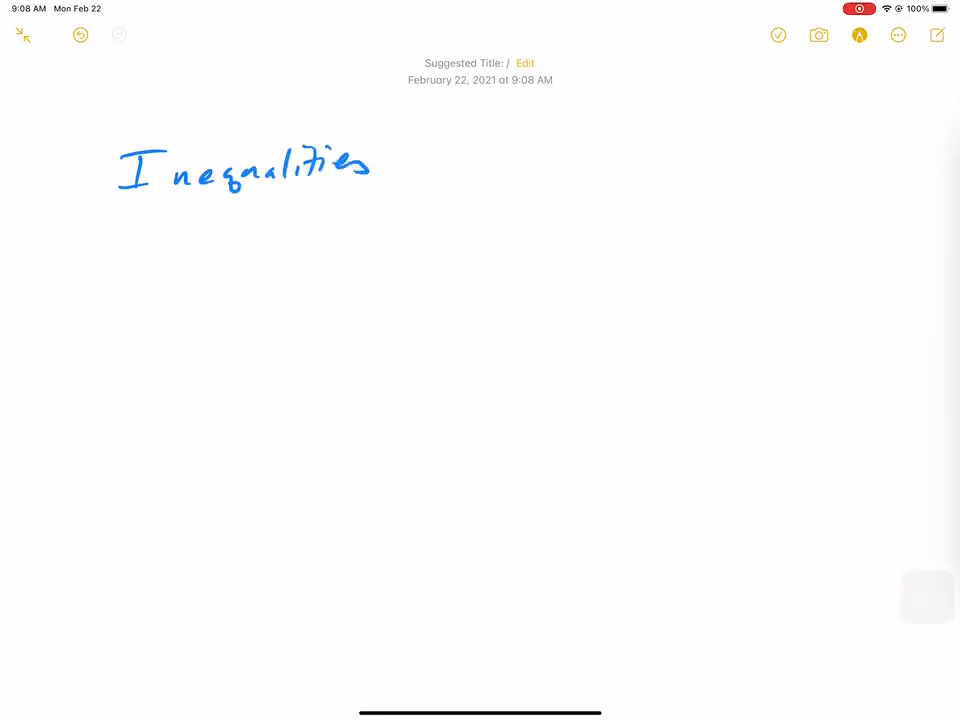 9:08 AM Mon Feb 22 100%
Suggested Title: / Edit
February 22, 2021 at 9:08 AM
Inequalities